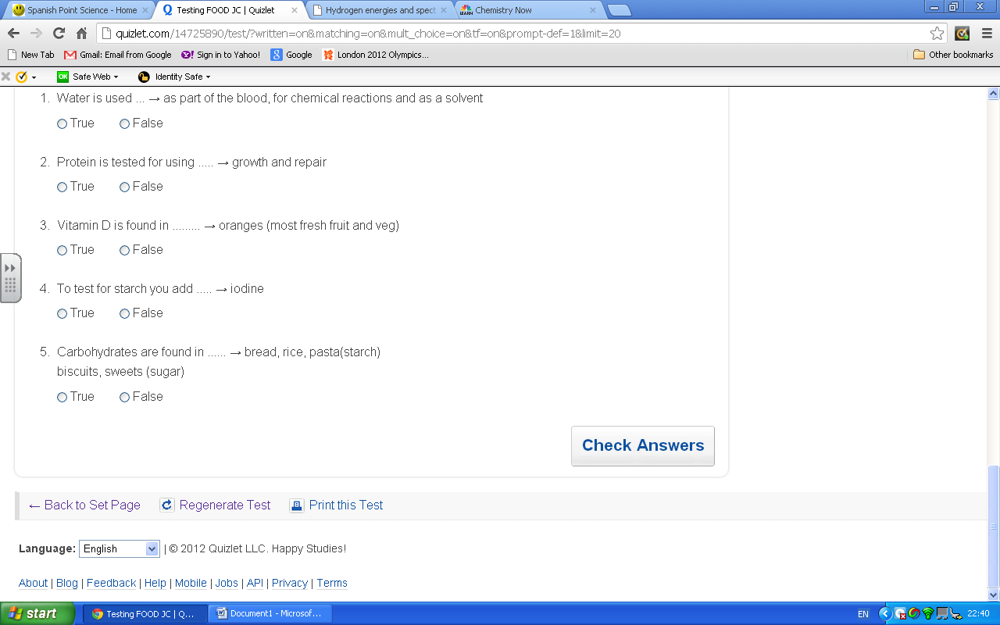 Spanish Point Science - Home
Testing FOOD JC | Quizlet
Hydrogen energies and spect
Chemistry Now
quizlet.com/14725890/test/?written=on&matching=on&mult_choice=on&tf=on&prompt-def=1&limit=20
New Tab
Gmail: Email from Google
Sign in to Yahoo!
Google
London 2012 Olympics...
Other bookmarks
OK Safe Web
Identity Safe
1. Water is used ... → as part of the blood, for chemical reactions and as a solvent
True False
2. Protein is tested for using ..... → growth and repair
True False
3. Vitamin D is found in ......... → oranges (most fresh fruit and veg)
True False
4. To test for starch you add ..... → iodine
True False
5. Carbohydrates are found in ...... → bread, rice, pasta(starch)
biscuits, sweets (sugar)
True False
Check Answers
← Back to Set Page Regenerate Test Print this Test
Language: English | © 2012 Quizlet LLC. Happy Studies!
About | Blog | Feedback | Help | Mobile | Jobs | API | Privacy | Terms
start
Testing FOOD JC | Q...
Document1 - Microsof...
EN
22:40